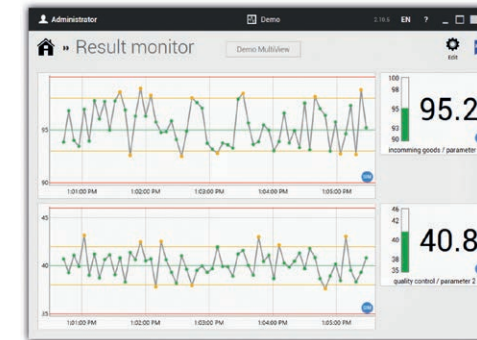 Administrator Demo 2.10.5 EN ?
» Result monitor Demo MultiView Edit
100
98
95
93
90
95
90
1:01:00 PM 1:02:00 PM 1:03:00 PM 1:04:00 PM 1:05:00 PM
95.2
incomming goods / parameter
45
40
35
1:01:00 PM 1:02:00 PM 1:03:00 PM 1:04:00 PM 1:05:00 PM
42
40
38
35
40.8
quality control / parameter 2